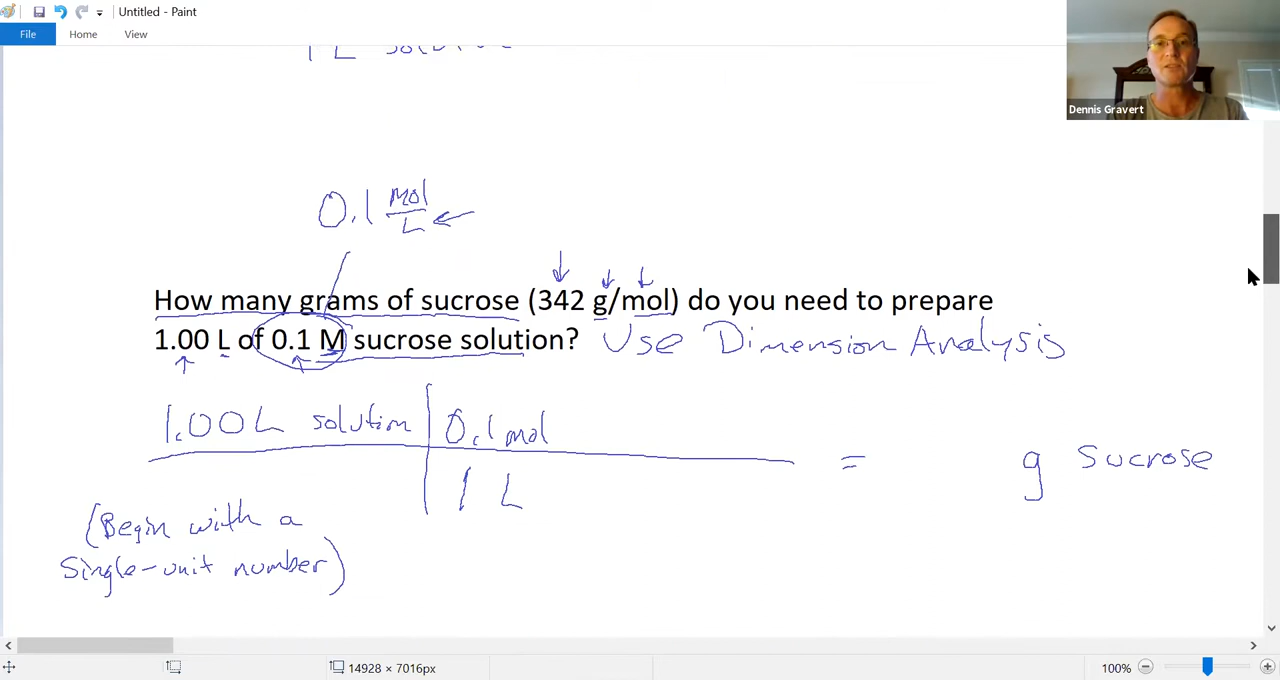 Untitled - Paint
File Home View
Dennis Gravert
0.1 mol
L
How many grams of sucrose (342 g/mol) do you need to prepare
1.00 L of 0.1 M sucrose solution? Use Dimension Analysis
1.00 L solution 0.1 mol
1 L
= g Sucrose
(Begin with a
Single-unit number)
14928 × 7016px
100%